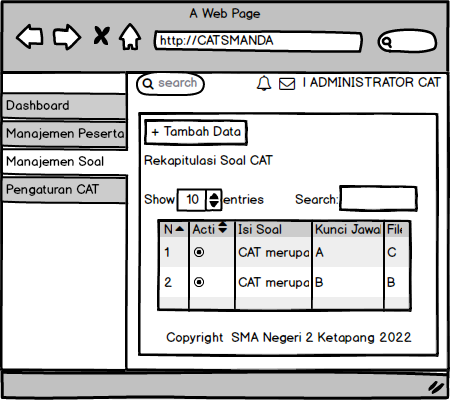 A Web Page
http://CATSMANDA
search
I ADMINISTRATOR CAT
Dashboard
Manajemen Peserta
Manajemen Soal
Pengaturan CAT
+ Tambah Data
Rekapitulasi Soal CAT
Show 10 entries Search:
N Acti Isi Soal Kunci Jawal File
1 CAT merupa A C
2 CAT merupa B B
Copyright SMA Negeri 2 Ketapang 2022